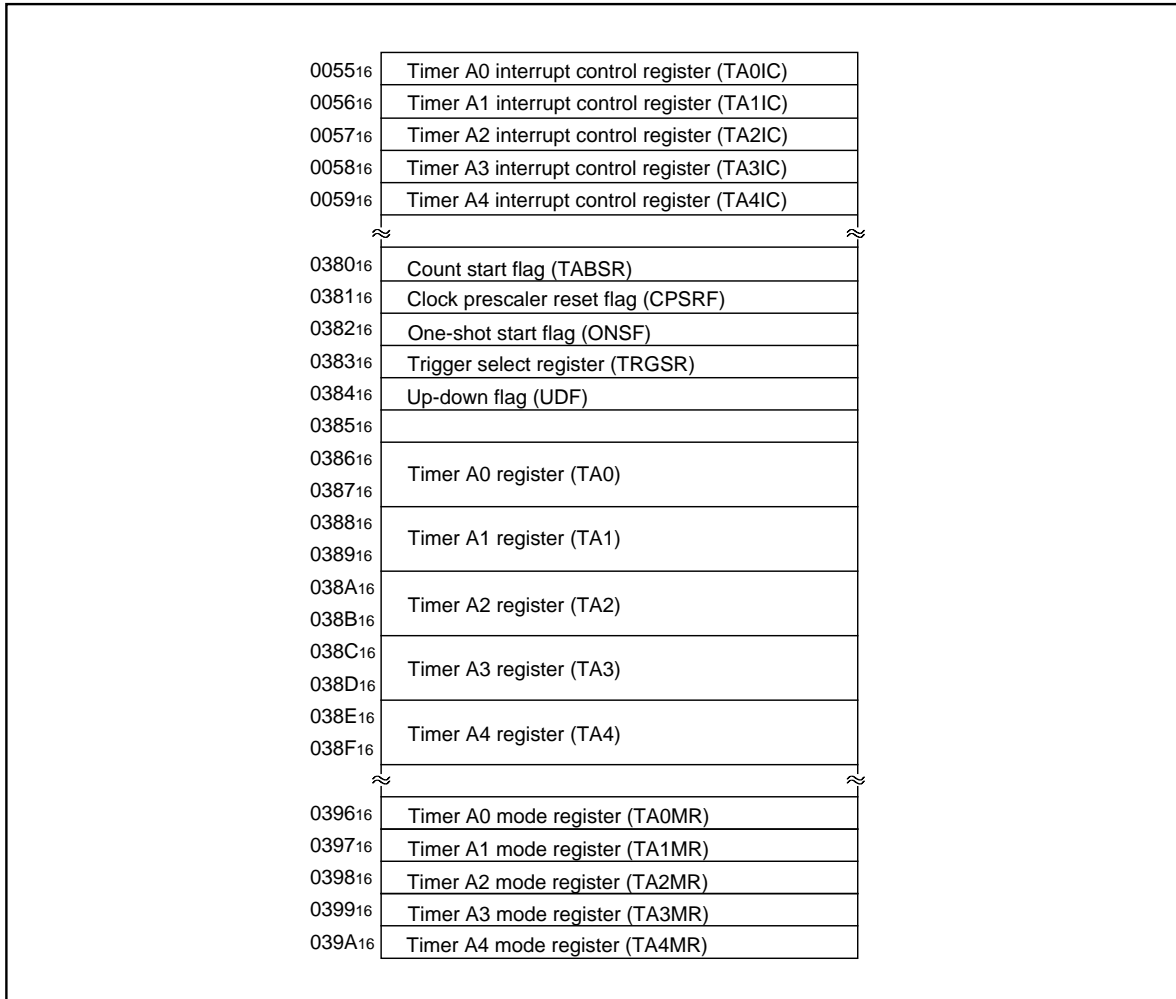 0055₁₆ Timer A0 interrupt control register (TA0IC)
0056₁₆ Timer A1 interrupt control register (TA1IC)
0057₁₆ Timer A2 interrupt control register (TA2IC)
0058₁₆ Timer A3 interrupt control register (TA3IC)
0059₁₆ Timer A4 interrupt control register (TA4IC)
0380₁₆ Count start flag (TABSR)
0381₁₆ Clock prescaler reset flag (CPSRF)
0382₁₆ One-shot start flag (ONSF)
0383₁₆ Trigger select register (TRGSR)
0384₁₆ Up-down flag (UDF)
0385₁₆
0386₁₆
Timer A0 register (TA0)
0387₁₆
0388₁₆
Timer A1 register (TA1)
0389₁₆
038A₁₆
Timer A2 register (TA2)
038B₁₆
038C₁₆
Timer A3 register (TA3)
038D₁₆
038E₁₆
Timer A4 register (TA4)
038F₁₆
0396₁₆ Timer A0 mode register (TA0MR)
0397₁₆ Timer A1 mode register (TA1MR)
0398₁₆ Timer A2 mode register (TA2MR)
0399₁₆ Timer A3 mode register (TA3MR)
039A₁₆ Timer A4 mode register (TA4MR)